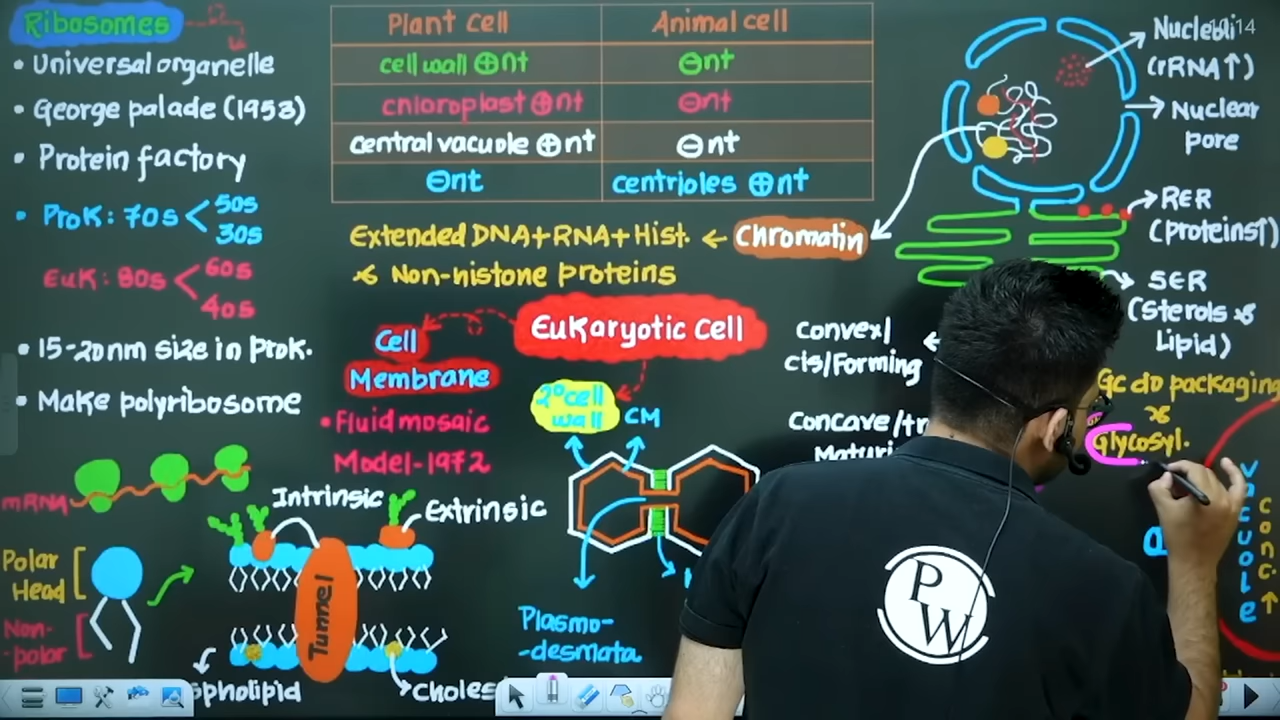 Ribosomes
• Universal organelle
• George palade (1953)
• Protein factory
• ProK: 70s < 50s
30s
EuK: 80s < 60s
40s
• 15-20nm size in Prok.
• Make polyribosome
mRNA
Polar
Head
Non-
-polar
Intrinsic
Extrinsic
Tunnel
spholipid
Choles
Plant Cell Animal cell
cell wall ⊕nt ⊖nt
chloroplast ⊕nt ⊖nt
central vacuole ⊕nt ⊖nt
⊖nt centrioles ⊕nt
Extended DNA+RNA+Hist. ← Chromatin
& Non-histone proteins
Eukaryotic cell
Cell
Membrane
• Fluid mosaic
Model-1972
2° cell
wall
CM
Plasmo-
-desmata
Nucleoli
(rRNA↑)
Nuclear
pore
RER
(proteins↑)
SER
(Sterols &
Lipid)
convex/
cis/Forming
Concave/tr
Maturi
GC do packaging
&
Glycosyl.
vacuole
conc.↑
PW